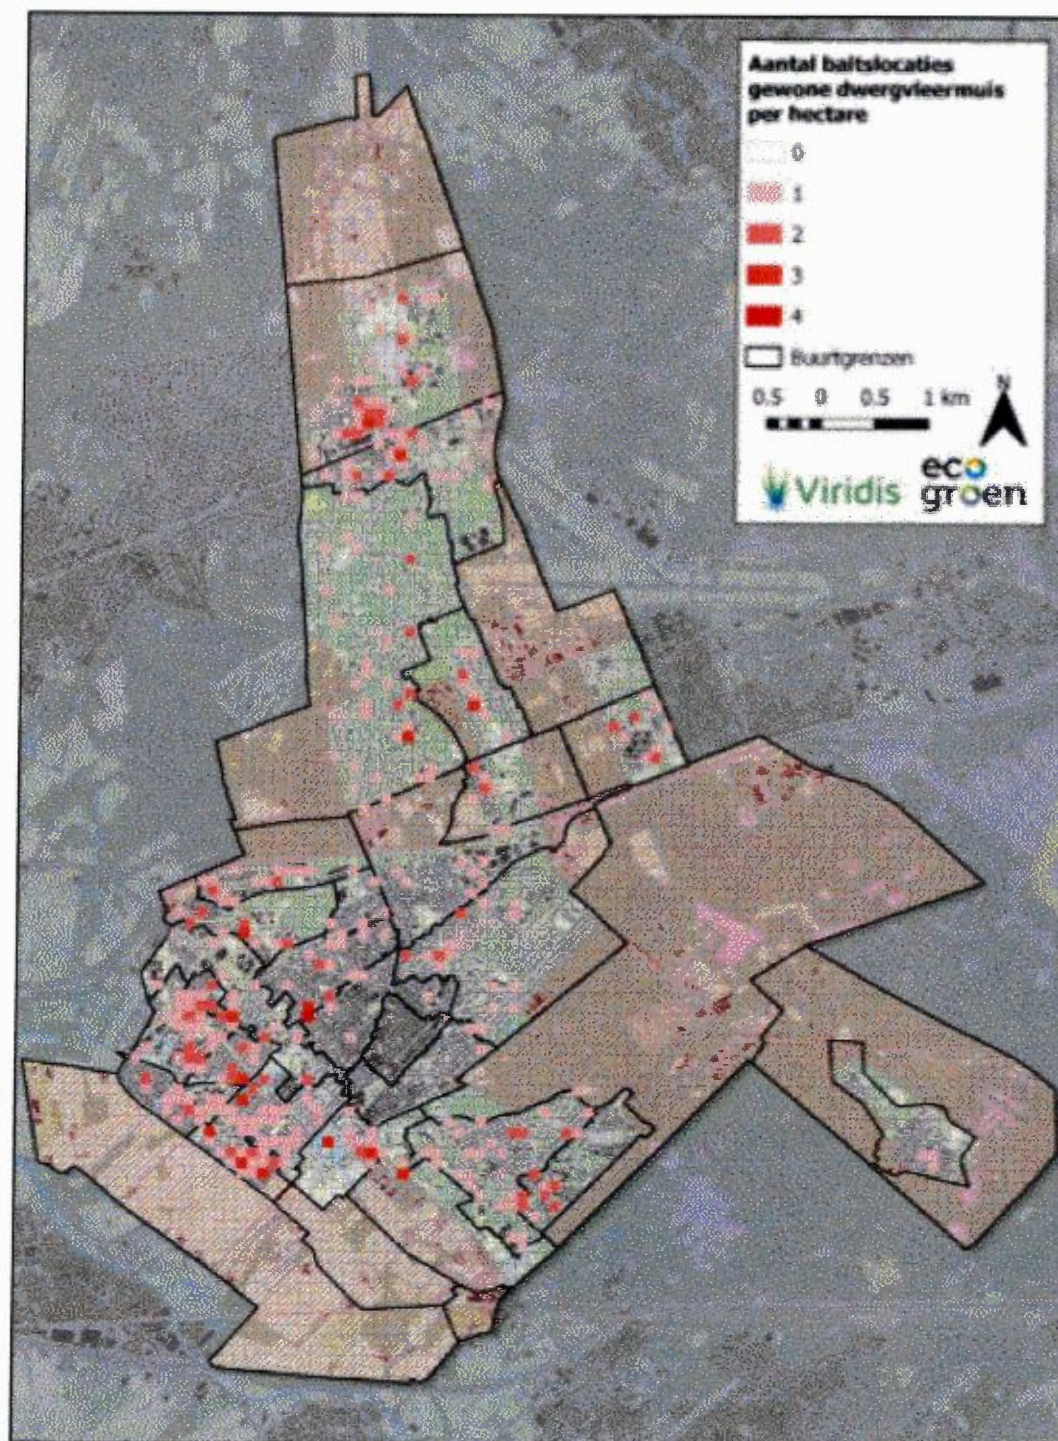 Aantal baltslocaties
gewone dwergvleermuis
per hectare
0
1
2
3
4
Buurtgrenzen
0.5 0 0.5 1 km
N
Viridis
eco
groen